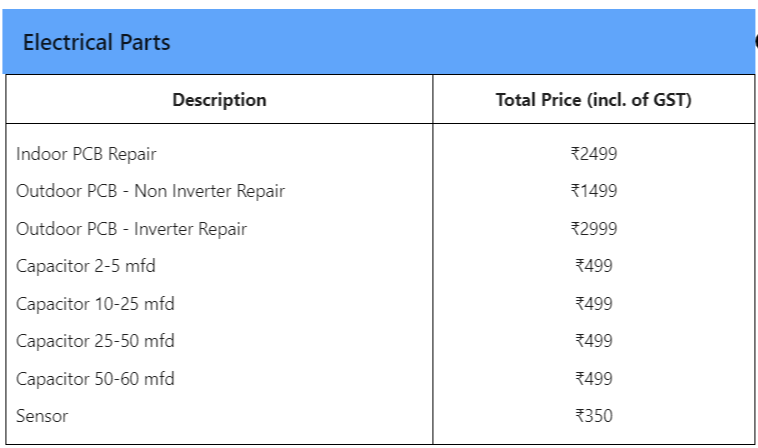 Electrical Parts
Description Total Price (incl. of GST)
Indoor PCB Repair ₹2499
Outdoor PCB - Non Inverter Repair ₹1499
Outdoor PCB - Inverter Repair ₹2999
Capacitor 2-5 mfd ₹499
Capacitor 10-25 mfd ₹499
Capacitor 25-50 mfd ₹499
Capacitor 50-60 mfd ₹499
Sensor ₹350